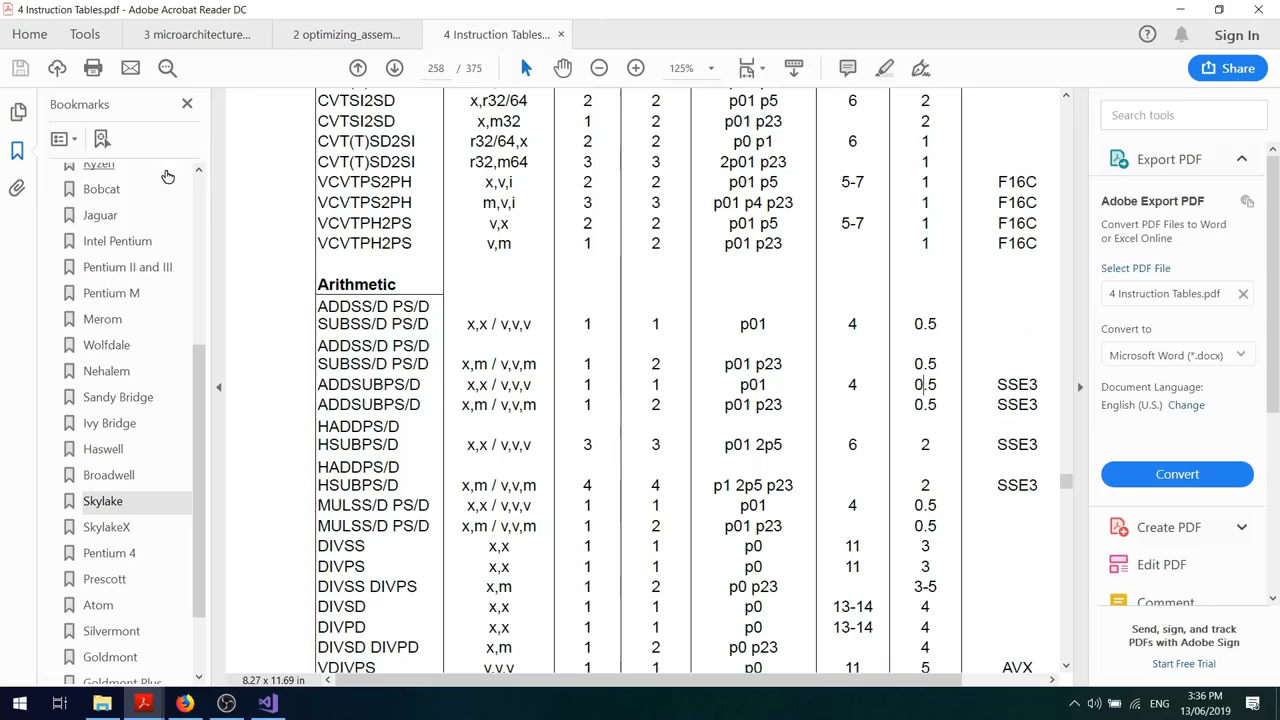 4 Instruction Tables.pdf - Adobe Acrobat Reader DC
Home Tools 3 microarchitecture... 2 optimizing_assem... 4 Instruction Tables... × Sign In
258 / 375 125% Share
Bookmarks
Ryzen
Bobcat
Jaguar
Intel Pentium
Pentium II and III
Pentium M
Merom
Wolfdale
Nehalem
Sandy Bridge
Ivy Bridge
Haswell
Broadwell
Skylake
SkylakeX
Pentium 4
Prescott
Atom
Silvermont
Goldmont
Goldmont Plus
CVTSI2SD x,r32/64 2 2 p01 p5 6 2
CVTSI2SD x,m32 1 2 p01 p23 2
CVT(T)SD2SI r32/64,x 2 2 p0 p1 6 1
CVT(T)SD2SI r32,m64 3 3 2p01 p23 1
VCVTPS2PH x,v,i 2 2 p01 p5 5-7 1 F16C
VCVTPS2PH m,v,i 3 3 p01 p4 p23 1 F16C
VCVTPH2PS v,x 2 2 p01 p5 5-7 1 F16C
VCVTPH2PS v,m 1 2 p01 p23 1 F16C
Arithmetic
ADDSS/D PS/D
SUBSS/D PS/D x,x / v,v,v 1 1 p01 4 0.5
ADDSS/D PS/D
SUBSS/D PS/D x,m / v,v,m 1 2 p01 p23 0.5
ADDSUBPS/D x,x / v,v,v 1 1 p01 4 0.5 SSE3
ADDSUBPS/D x,m / v,v,m 1 2 p01 p23 0.5 SSE3
HADDPS/D
HSUBPS/D x,x / v,v,v 3 3 p01 2p5 6 2 SSE3
HADDPS/D
HSUBPS/D x,m / v,v,m 4 4 p1 2p5 p23 2 SSE3
MULSS/D PS/D x,x / v,v,v 1 1 p01 4 0.5
MULSS/D PS/D x,m / v,v,m 1 2 p01 p23 0.5
DIVSS x,x 1 1 p0 11 3
DIVPS x,x 1 1 p0 11 3
DIVSS DIVPS x,m 1 2 p0 p23 3-5
DIVSD x,x 1 1 p0 13-14 4
DIVPD x,x 1 1 p0 13-14 4
DIVSD DIVPD x,m 1 2 p0 p23 4
VDIVPS v,v,v 1 1 p0 11 5 AVX
8.27 x 11.69 in
Search tools
Export PDF
Adobe Export PDF
Convert PDF Files to Word
or Excel Online
Select PDF File
4 Instruction Tables.pdf
Convert to
Microsoft Word (*.docx)
Document Language:
English (U.S.) Change
Convert
Create PDF
Edit PDF
Comment
Send, sign, and track
PDFs with Adobe Sign
Start Free Trial
ENG
3:36 PM
13/06/2019